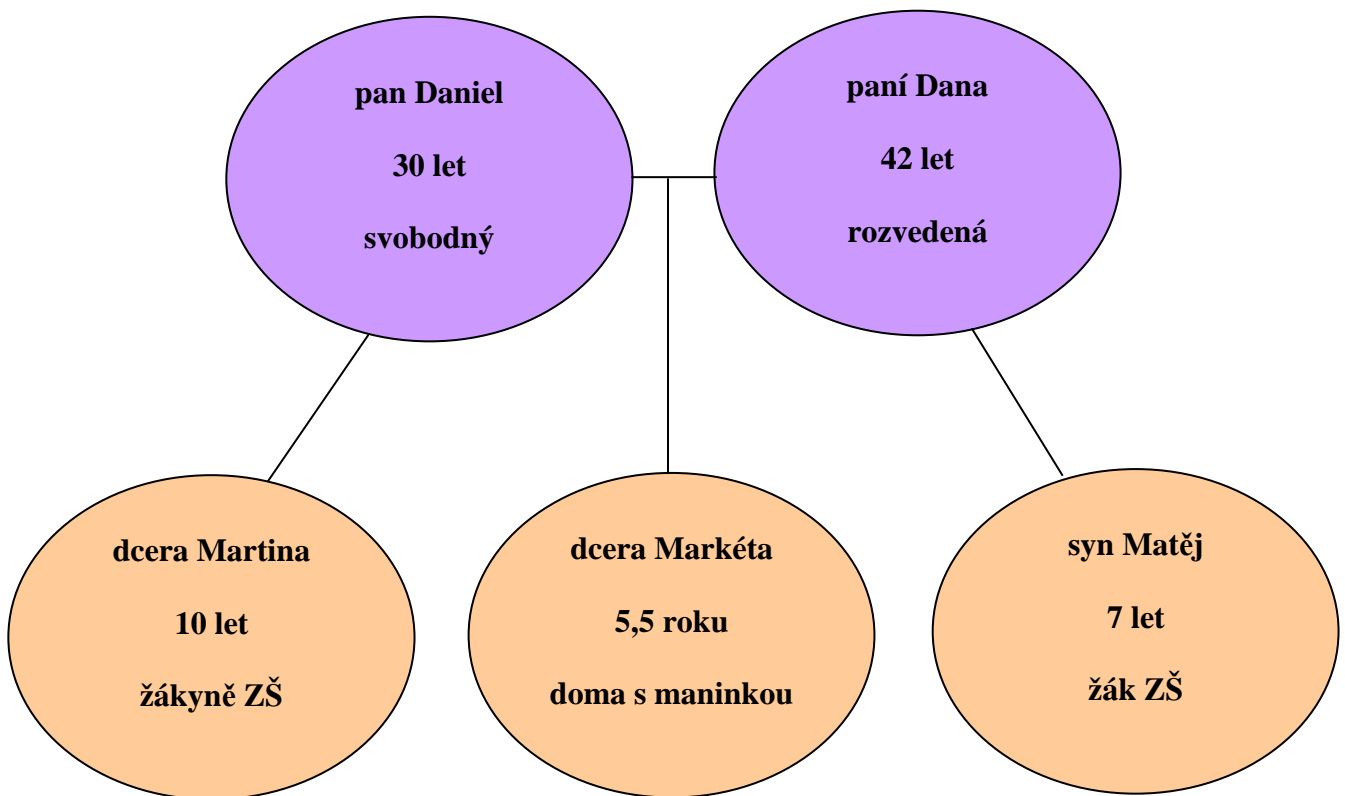 pan Daniel
30 let
svobodný
paní Dana
42 let
rozvedená
dcera Martina
10 let
žákyně ZŠ
dcera Markéta
5,5 roku
doma s maninkou
syn Matěj
7 let
žák ZŠ